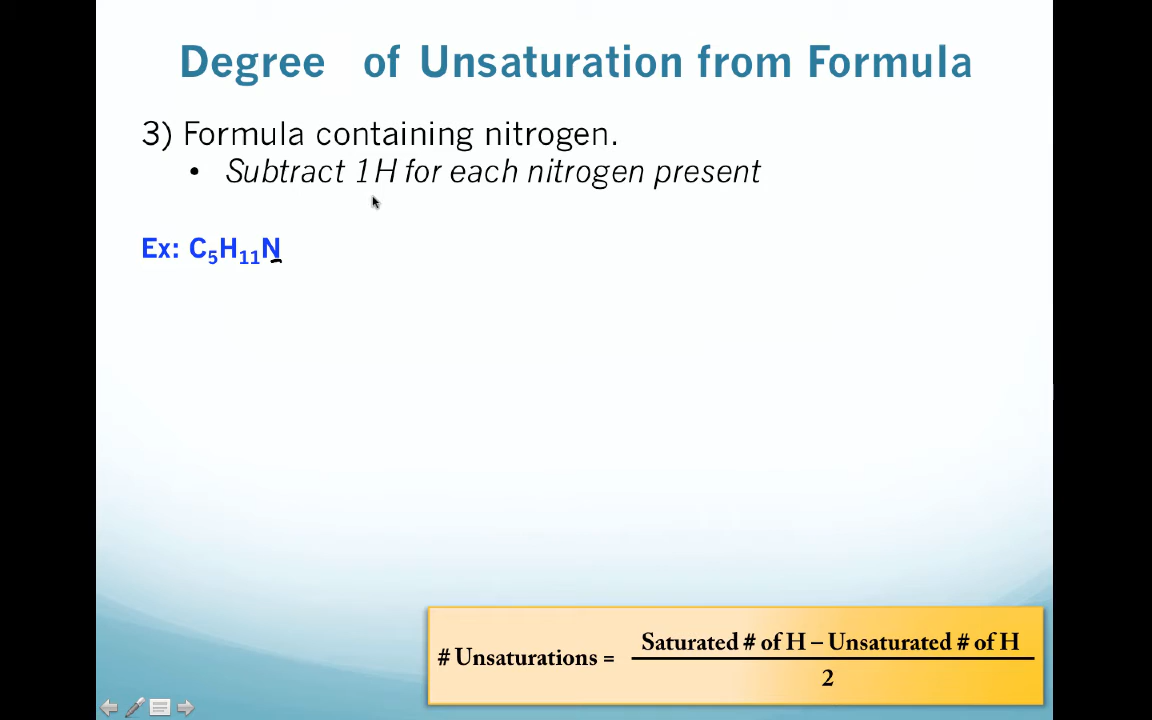 Degree of Unsaturation from Formula
3) Formula containing nitrogen.
• Subtract 1H for each nitrogen present
Ex: C₅H₁₁N
# Unsaturations = Saturated # of H – Unsaturated # of H
2